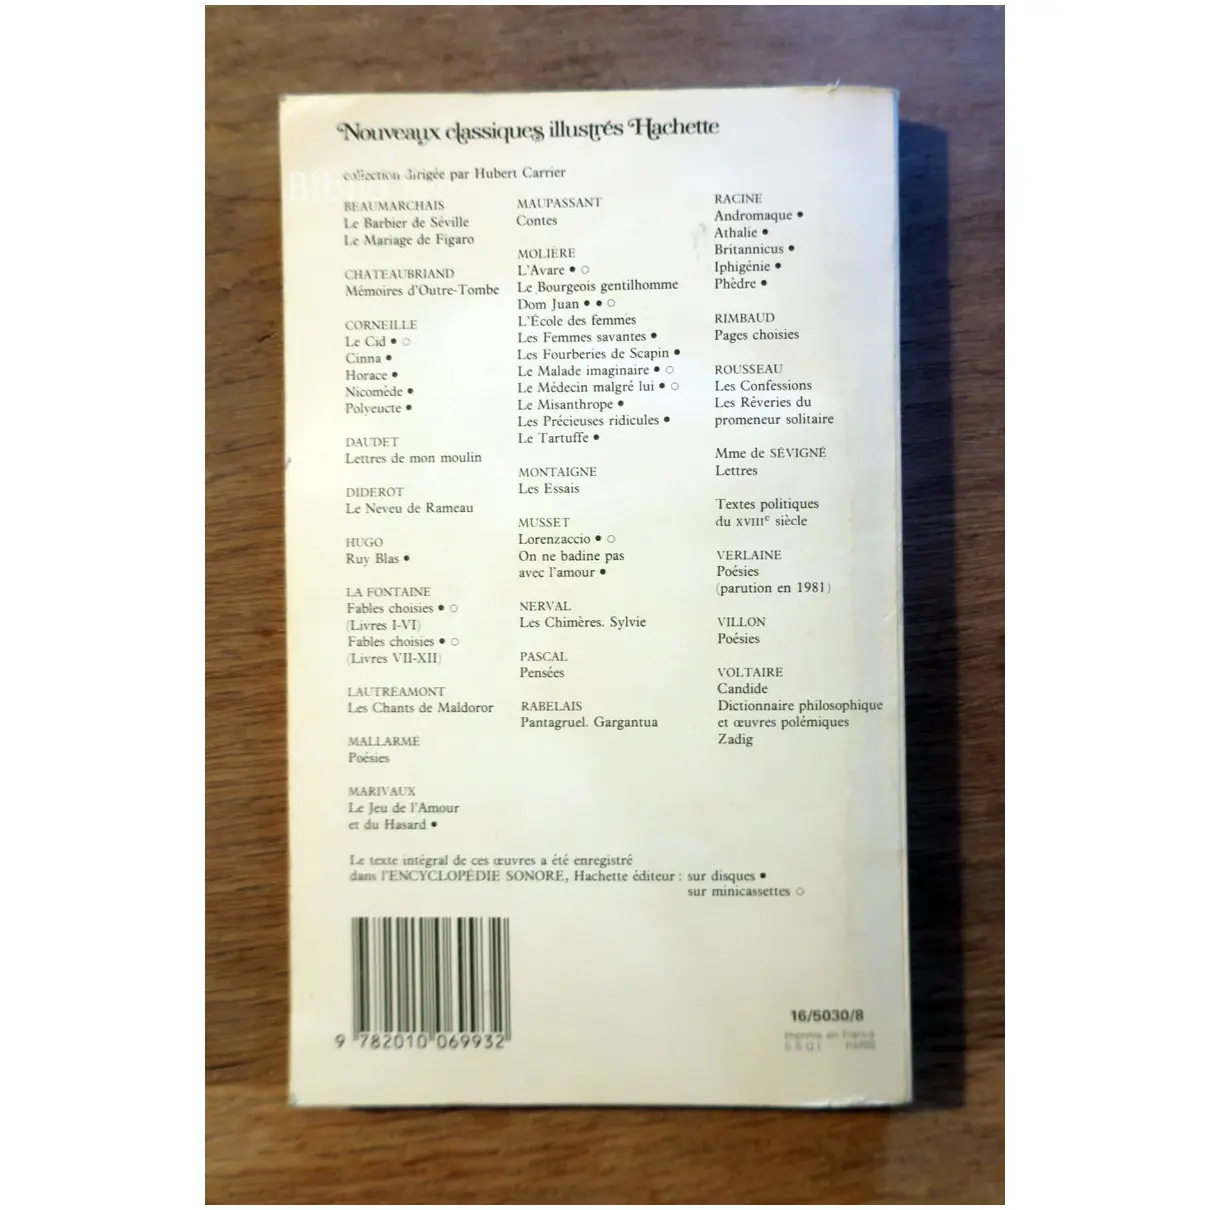 Nouveaux classiques illustrés Hachette
collection dirigée par Hubert Carrier
BEAUMARCHAIS
Le Barbier de Séville
Le Mariage de Figaro
CHATEAUBRIAND
Mémoires d'Outre-Tombe
CORNEILLE
Le Cid ● ○
Cinna ●
Horace ●
Nicomède ●
Polyeucte ●
DAUDET
Lettres de mon moulin
DIDEROT
Le Neveu de Rameau
HUGO
Ruy Blas ●
LA FONTAINE
Fables choisies ● ○
(Livres I-VI)
Fables choisies ● ○
(Livres VII-XII)
LAUTRÉAMONT
Les Chants de Maldoror
MALLARMÉ
Poésies
MARIVAUX
Le Jeu de l'Amour
et du Hasard ●
MAUPASSANT
Contes
MOLIÈRE
L'Avare ● ○
Le Bourgeois gentilhomme
Dom Juan ● ● ○
L'École des femmes
Les Femmes savantes ●
Les Fourberies de Scapin ●
Le Malade imaginaire ● ○
Le Médecin malgré lui ● ○
Le Misanthrope ●
Les Précieuses ridicules ●
Le Tartuffe ●
MONTAIGNE
Les Essais
MUSSET
Lorenzaccio ● ○
On ne badine pas
avec l'amour ●
NERVAL
Les Chimères. Sylvie
PASCAL
Pensées
RABELAIS
Pantagruel. Gargantua
RACINE
Andromaque ●
Athalie ●
Britannicus ●
Iphigénie ●
Phèdre ●
RIMBAUD
Pages choisies
ROUSSEAU
Les Confessions
Les Rêveries du
promeneur solitaire
Mme de SÉVIGNÉ
Lettres
Textes politiques
du XVIIIe siècle
VERLAINE
Poésies
(parution en 1981)
VILLON
Poésies
VOLTAIRE
Candide
Dictionnaire philosophique
et œuvres polémiques
Zadig
Le texte intégral de ces œuvres a été enregistré
dans l'ENCYCLOPÉDIE SONORE, Hachette éditeur : sur disques ●
sur minicassettes ○
9 782010 069932
16/5030/8
Imprimé en France
PARIS